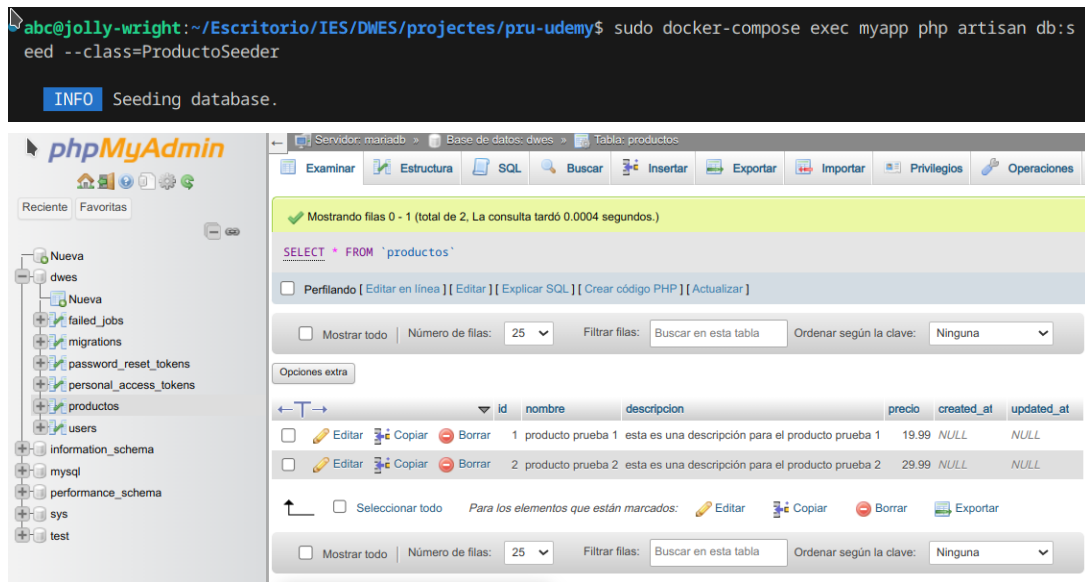 abc@jolly-wright:~/Escritorio/IES/DWES/projectes/pru-udemy$ sudo docker-compose exec myapp php artisan db:s
eed --class=ProductoSeeder
INFO Seeding database.
phpMyAdmin
Reciente Favoritas
Nueva
dwes
Nueva
failed_jobs
migrations
password_reset_tokens
personal_access_tokens
productos
users
information_schema
mysql
performance_schema
sys
test
Servidor: mariadb » Base de datos: dwes » Tabla: productos
Examinar Estructura SQL Buscar Insertar Exportar Importar Privilegios Operaciones
Mostrando filas 0 - 1 (total de 2, La consulta tardó 0.0004 segundos.)
SELECT * FROM `productos`
Perfilando [ Editar en línea ] [ Editar ] [ Explicar SQL ] [ Crear código PHP ] [ Actualizar ]
Mostrar todo | Número de filas: 25 Filtrar filas: Buscar en esta tabla Ordenar según la clave: Ninguna
Opciones extra
←T→ id nombre descripcion precio created_at updated_at
Editar Copiar Borrar 1 producto prueba 1 esta es una descripción para el producto prueba 1 19.99 NULL NULL
Editar Copiar Borrar 2 producto prueba 2 esta es una descripción para el producto prueba 2 29.99 NULL NULL
Seleccionar todo Para los elementos que están marcados: Editar Copiar Borrar Exportar
Mostrar todo | Número de filas: 25 Filtrar filas: Buscar en esta tabla Ordenar según la clave: Ninguna